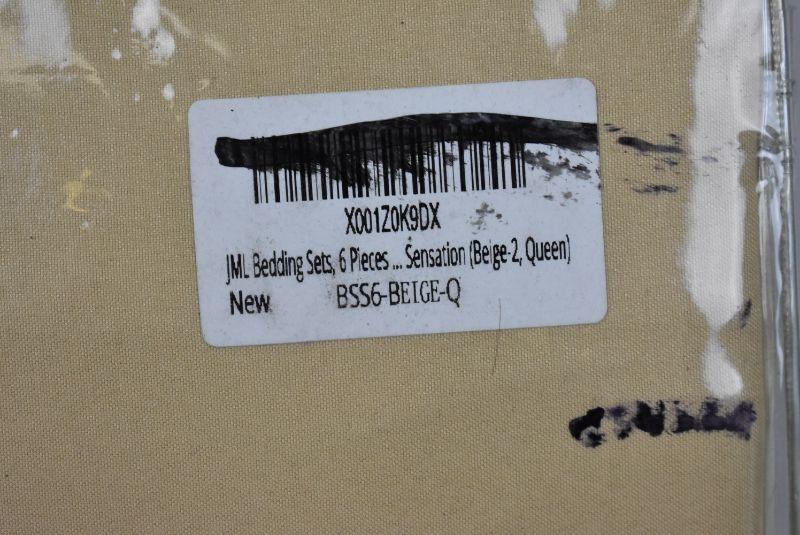 X001Z0K9DX
JML Bedding Sets, 6 Pieces ... Sensation (Beige-2, Queen)
New BSS6-BEIGE-Q